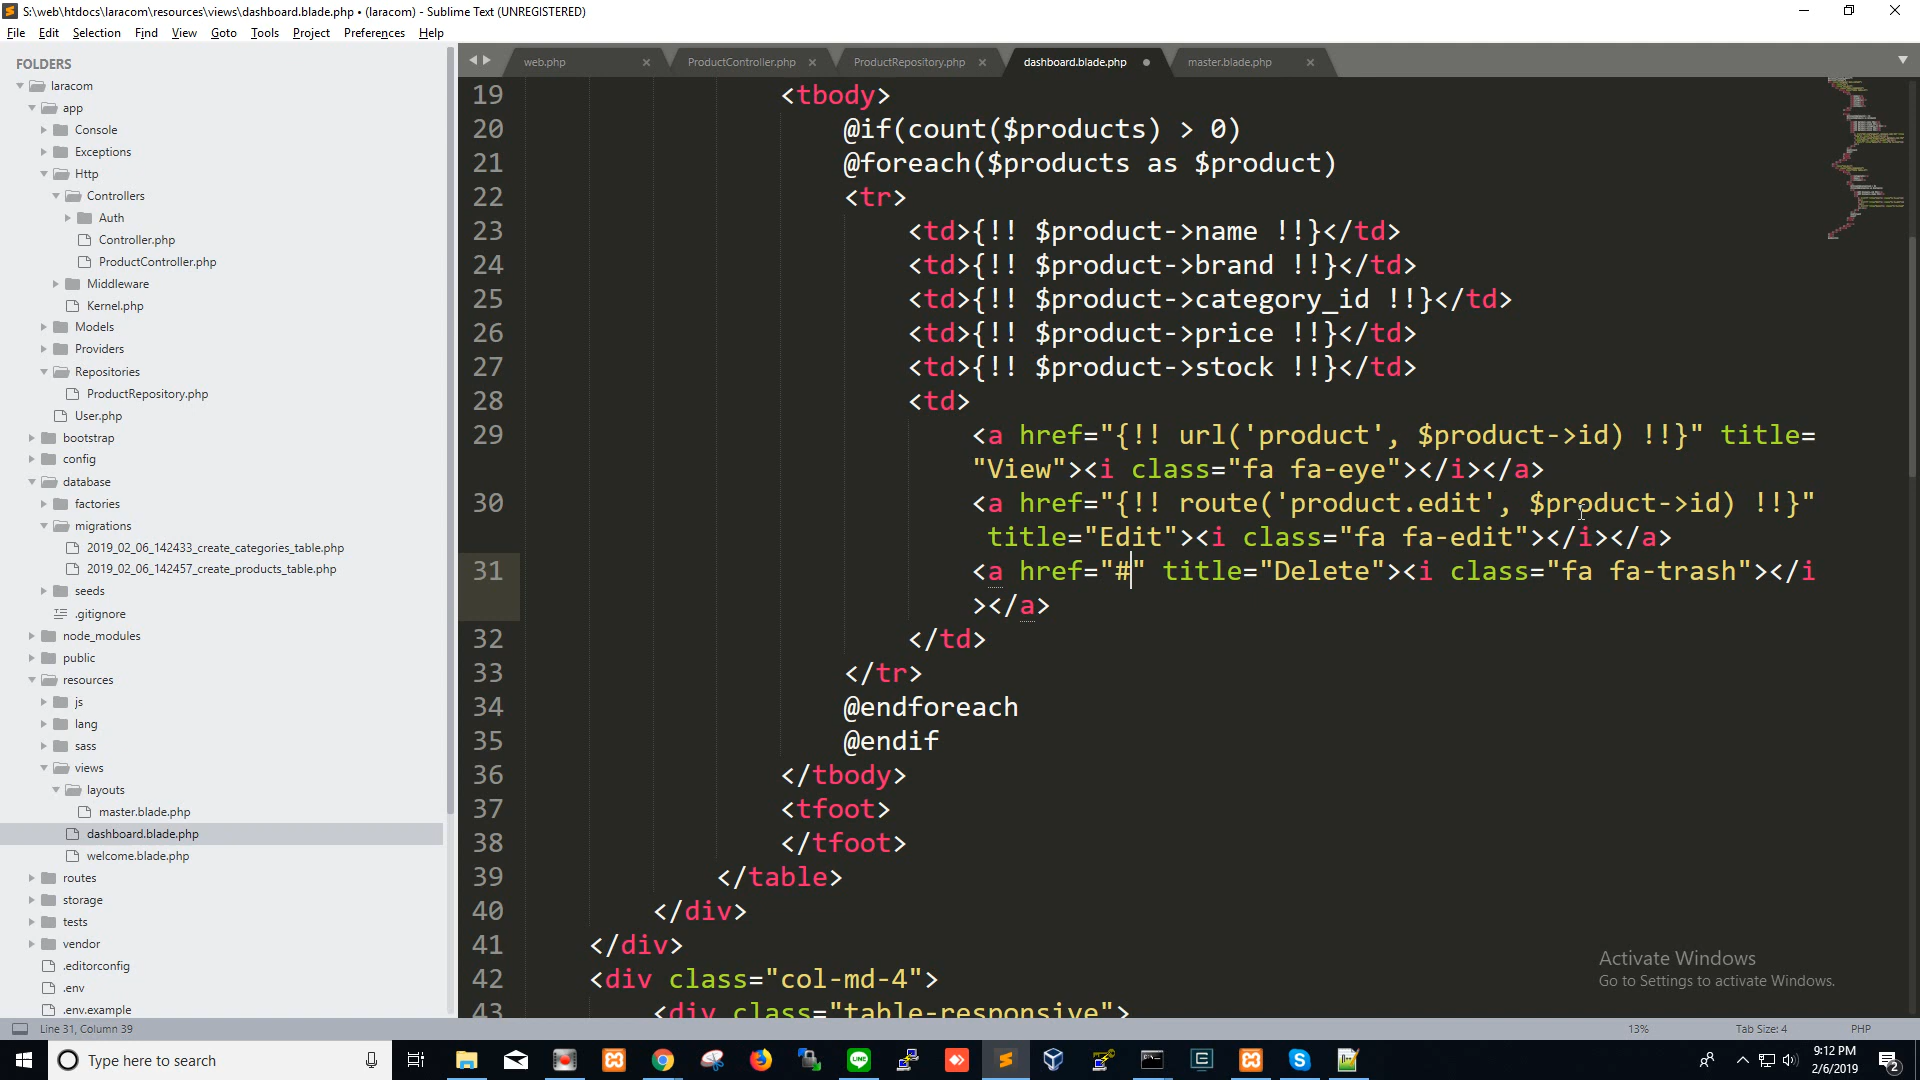 S:\web\htdocs\laracom\resources\views\dashboard.blade.php • (laracom) - Sublime Text (UNREGISTERED)
File Edit Selection Find View Goto Tools Project Preferences Help
FOLDERS
laracom
app
Console
Exceptions
Http
Controllers
Auth
Controller.php
ProductController.php
Middleware
Kernel.php
Models
Providers
Repositories
ProductRepository.php
User.php
bootstrap
config
database
factories
migrations
2019_02_06_142433_create_categories_table.php
2019_02_06_142457_create_products_table.php
seeds
.gitignore
node_modules
public
resources
js
lang
sass
views
layouts
master.blade.php
dashboard.blade.php
welcome.blade.php
routes
storage
tests
vendor
.editorconfig
.env
.env.example
web.php ProductController.php ProductRepository.php dashboard.blade.php master.blade.php
19 <tbody>
20 @if(count($products) > 0)
21 @foreach($products as $product)
22 <tr>
23 <td>{!! $product->name !!}</td>
24 <td>{!! $product->brand !!}</td>
25 <td>{!! $product->category_id !!}</td>
26 <td>{!! $product->price !!}</td>
27 <td>{!! $product->stock !!}</td>
28 <td>
29 <a href="{!! url('product', $product->id) !!}" title=
"View"><i class="fa fa-eye"></i></a>
30 <a href="{!! route('product.edit', $product->id) !!}"
title="Edit"><i class="fa fa-edit"></i></a>
31 <a href="#" title="Delete"><i class="fa fa-trash"></i
></a>
32 </td>
33 </tr>
34 @endforeach
35 @endif
36 </tbody>
37 <tfoot>
38 </tfoot>
39 </table>
40 </div>
41 </div>
42 <div class="col-md-4">
43 <div class="table-responsive">
Activate Windows
Go to Settings to activate Windows.
Line 31, Column 39 13% Tab Size: 4 PHP
Type here to search
9:12 PM
2/6/2019
2